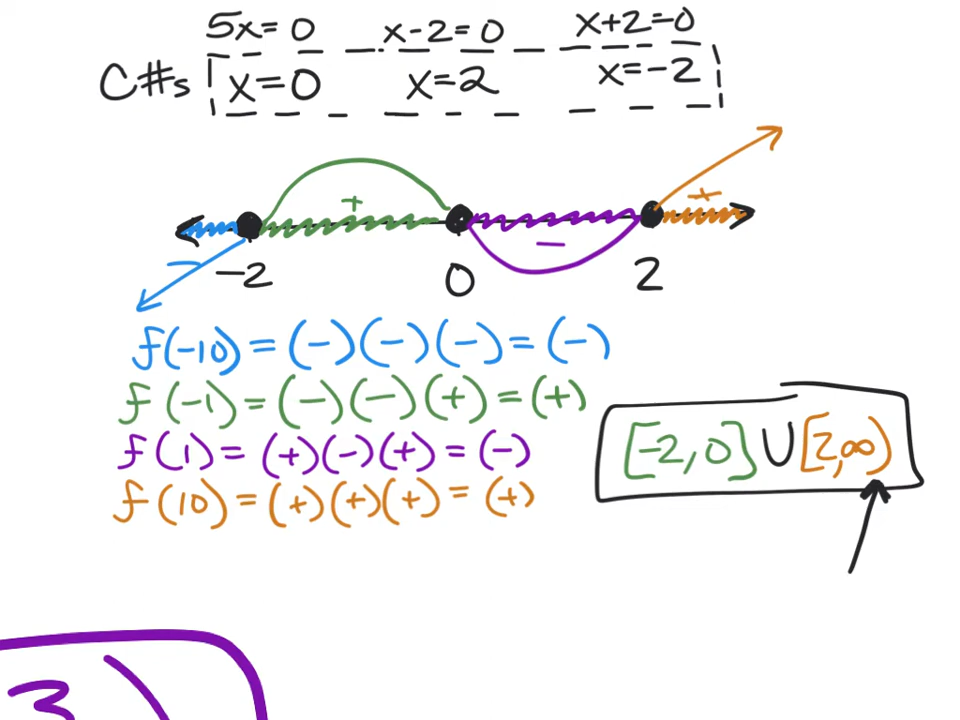 5x=0 x-2=0 x+2=0
C#s x=0 x=2 x=-2
+ - +
-
-2 0 2
f(-10) = (-)(-)(-) = (-)
f(-1) = (-)(-)(+) = (+)
f(1) = (+)(-)(+) = (-)
[-2,0]∪[2,∞)
f(10) = (+)(+)(+) = (+)
3)